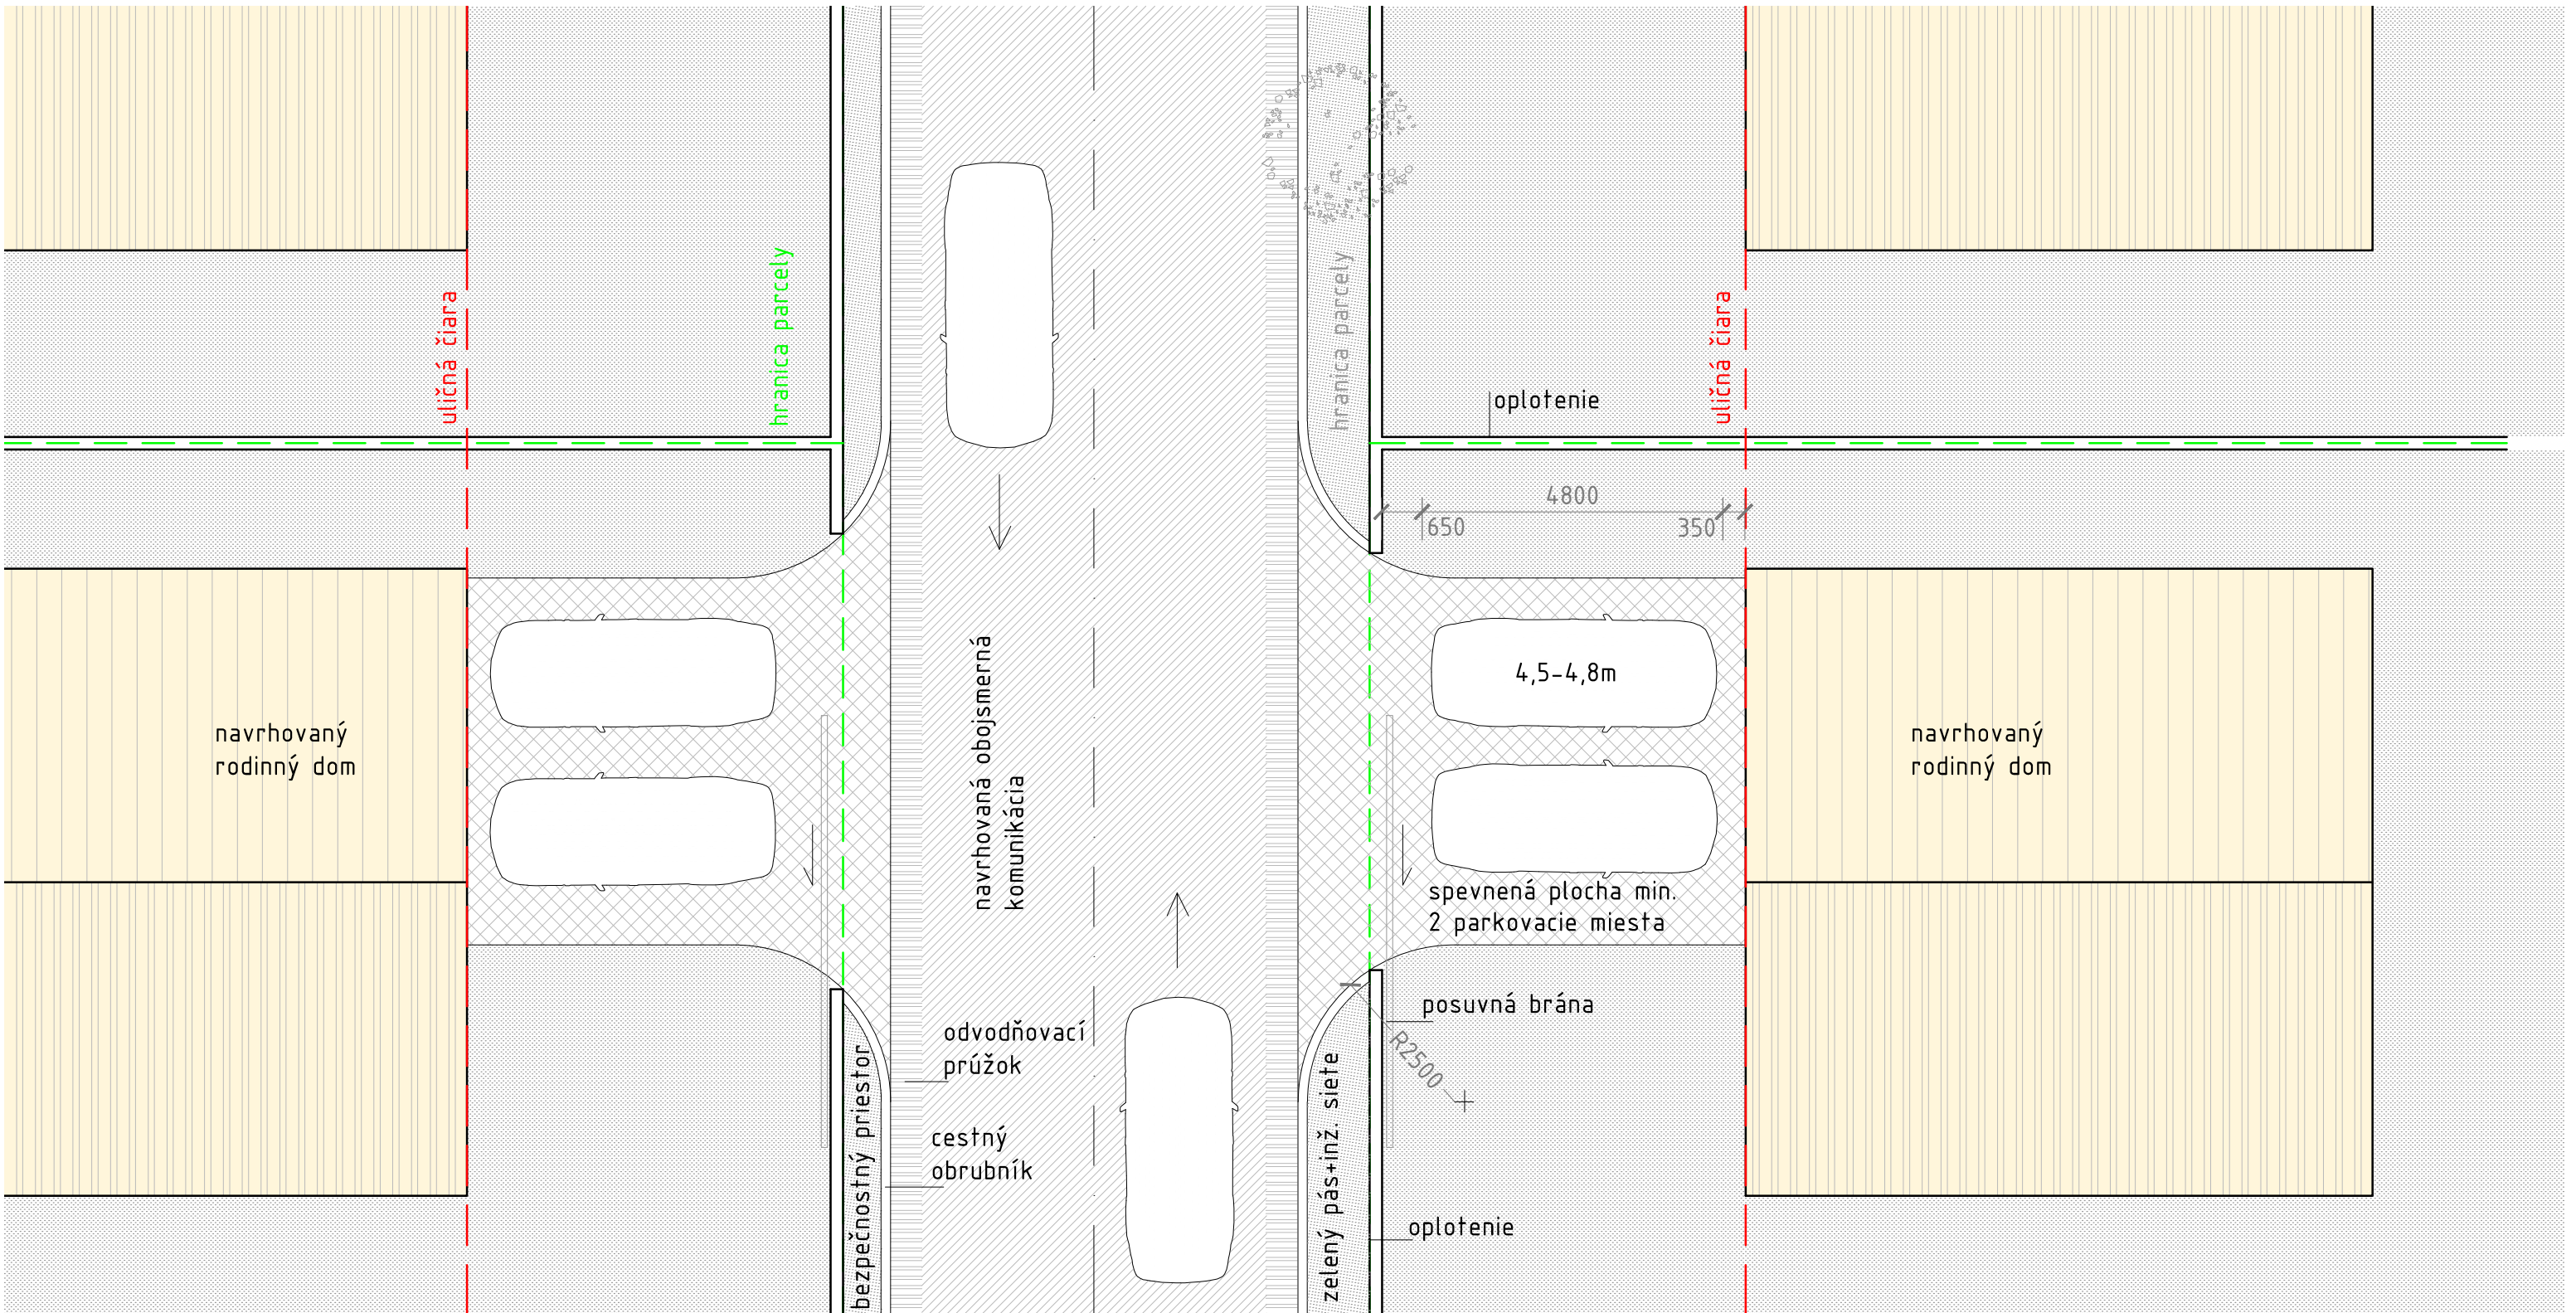 uličná čiara
hranica parcely
hranica parcely
uličná čiara
oplotenie
4800
650
350
4,5-4,8m
navrhovaný
rodinný dom
navrhovaná obojsmerná
komunikácia
navrhovaný
rodinný dom
spevnená plocha min.
2 parkovacie miesta
posuvná brána
R2500
odvodňovací
prúžok
cestný
obrubník
bezpečnostný priestor
zelený pás+inž. siete
oplotenie